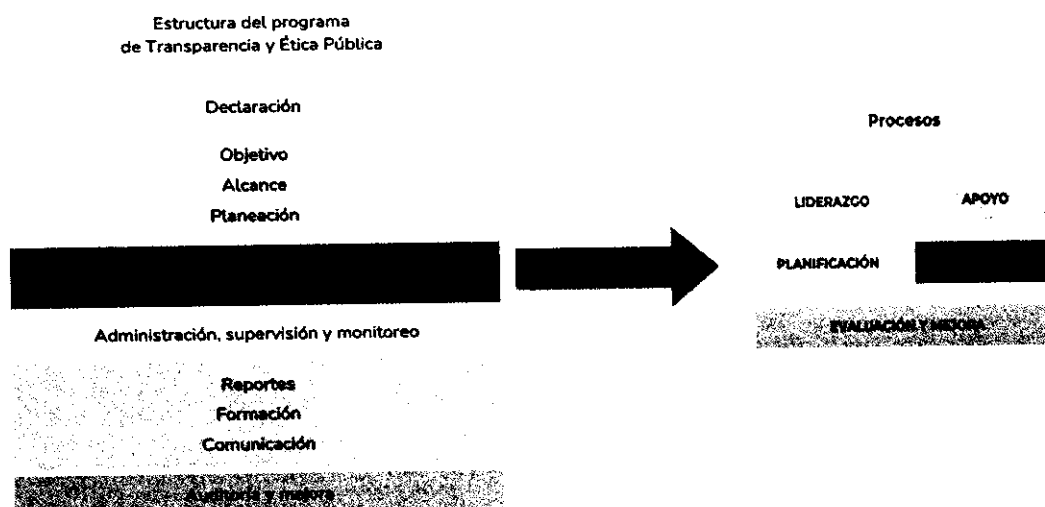 Estructura del programa
de Transparencia y Ética Pública
Declaración
Objetivo
Alcance
Planeación
Administración, supervisión y monitoreo
Reportes
Formación
Comunicación
Auditoría y mejora
Procesos
LIDERAZGO
APOYO
PLANIFICACIÓN
EVALUACIÓN Y MEJORA